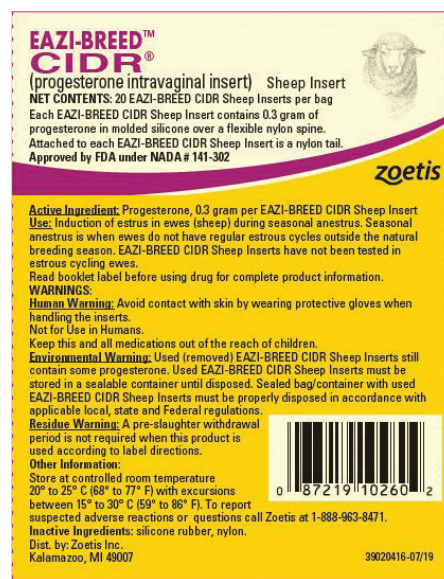 EAZI-BREED™
CIDR®
(progesterone intravaginal insert) Sheep Insert
NET CONTENTS: 20 EAZI-BREED CIDR Sheep Inserts per bag
Each EAZI-BREED CIDR Sheep Insert contains 0.3 gram of
progesterone in molded silicone over a flexible nylon spine.
Attached to each EAZI-BREED CIDR Sheep Insert is a nylon tail.
Approved by FDA under NADA # 141-302
zoetis
Active Ingredient: Progesterone, 0.3 gram per EAZI-BREED CIDR Sheep Insert
Use: Induction of estrus in ewes (sheep) during seasonal anestrus. Seasonal
anestrus is when ewes do not have regular estrous cycles outside the natural
breeding season. EAZI-BREED CIDR Sheep Inserts have not been tested in
estrous cycling ewes.
Read booklet label before using drug for complete product information.
WARNINGS:
Human Warning: Avoid contact with skin by wearing protective gloves when
handling the inserts.
Not for Use in Humans.
Keep this and all medications out of the reach of children.
Environmental Warning: Used (removed) EAZI-BREED CIDR Sheep Inserts still
contain some progesterone. Used EAZI-BREED CIDR Sheep Inserts must be
stored in a sealable container until disposed. Sealed bag/container with used
EAZI-BREED CIDR Sheep Inserts must be properly disposed in accordance with
applicable local, state and Federal regulations.
Residue Warning: A pre-slaughter withdrawal
period is not required when this product is
used according to label directions.
Other Information:
Store at controlled room temperature
20° to 25° C (68° to 77° F) with excursions
between 15° to 30° C (59° to 86° F). To report
suspected adverse reactions or questions call Zoetis at 1-888-963-8471.
Inactive Ingredients: silicone rubber, nylon.
Dist. by: Zoetis Inc.
Kalamazoo, MI 49007
0 87219 10260 2
39020416-07/19